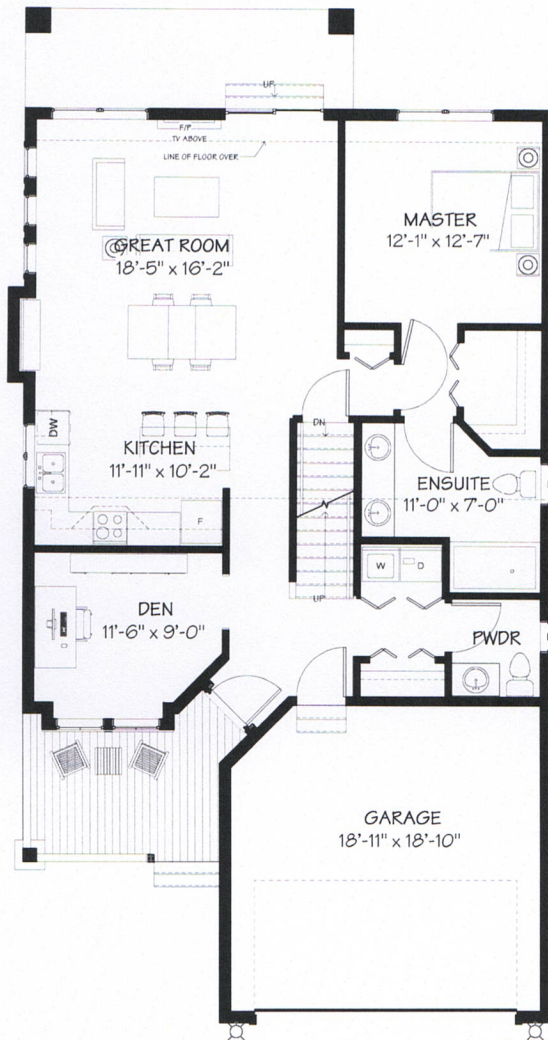 UP
F/P
TV ABOVE
LINE OF FLOOR OVER
MASTER
12'-1" x 12'-7"
GREAT ROOM
18'-5" x 16'-2"
DW
DN
KITCHEN
11'-11" x 10'-2"
ENSUITE
11'-0" x 7'-0"
F
W
D
UP
DEN
11'-6" x 9'-0"
PWDR
GARAGE
18'-11" x 18'-10"